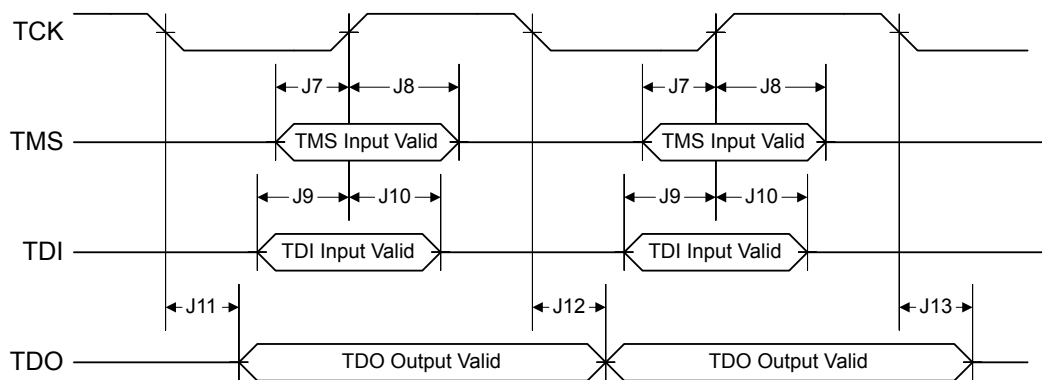 TCK
J7 J8 J7 J8
TMS TMS Input Valid TMS Input Valid
J9 J10 J9 J10
TDI TDI Input Valid TDI Input Valid
J11 J12 J13
TDO TDO Output Valid TDO Output Valid